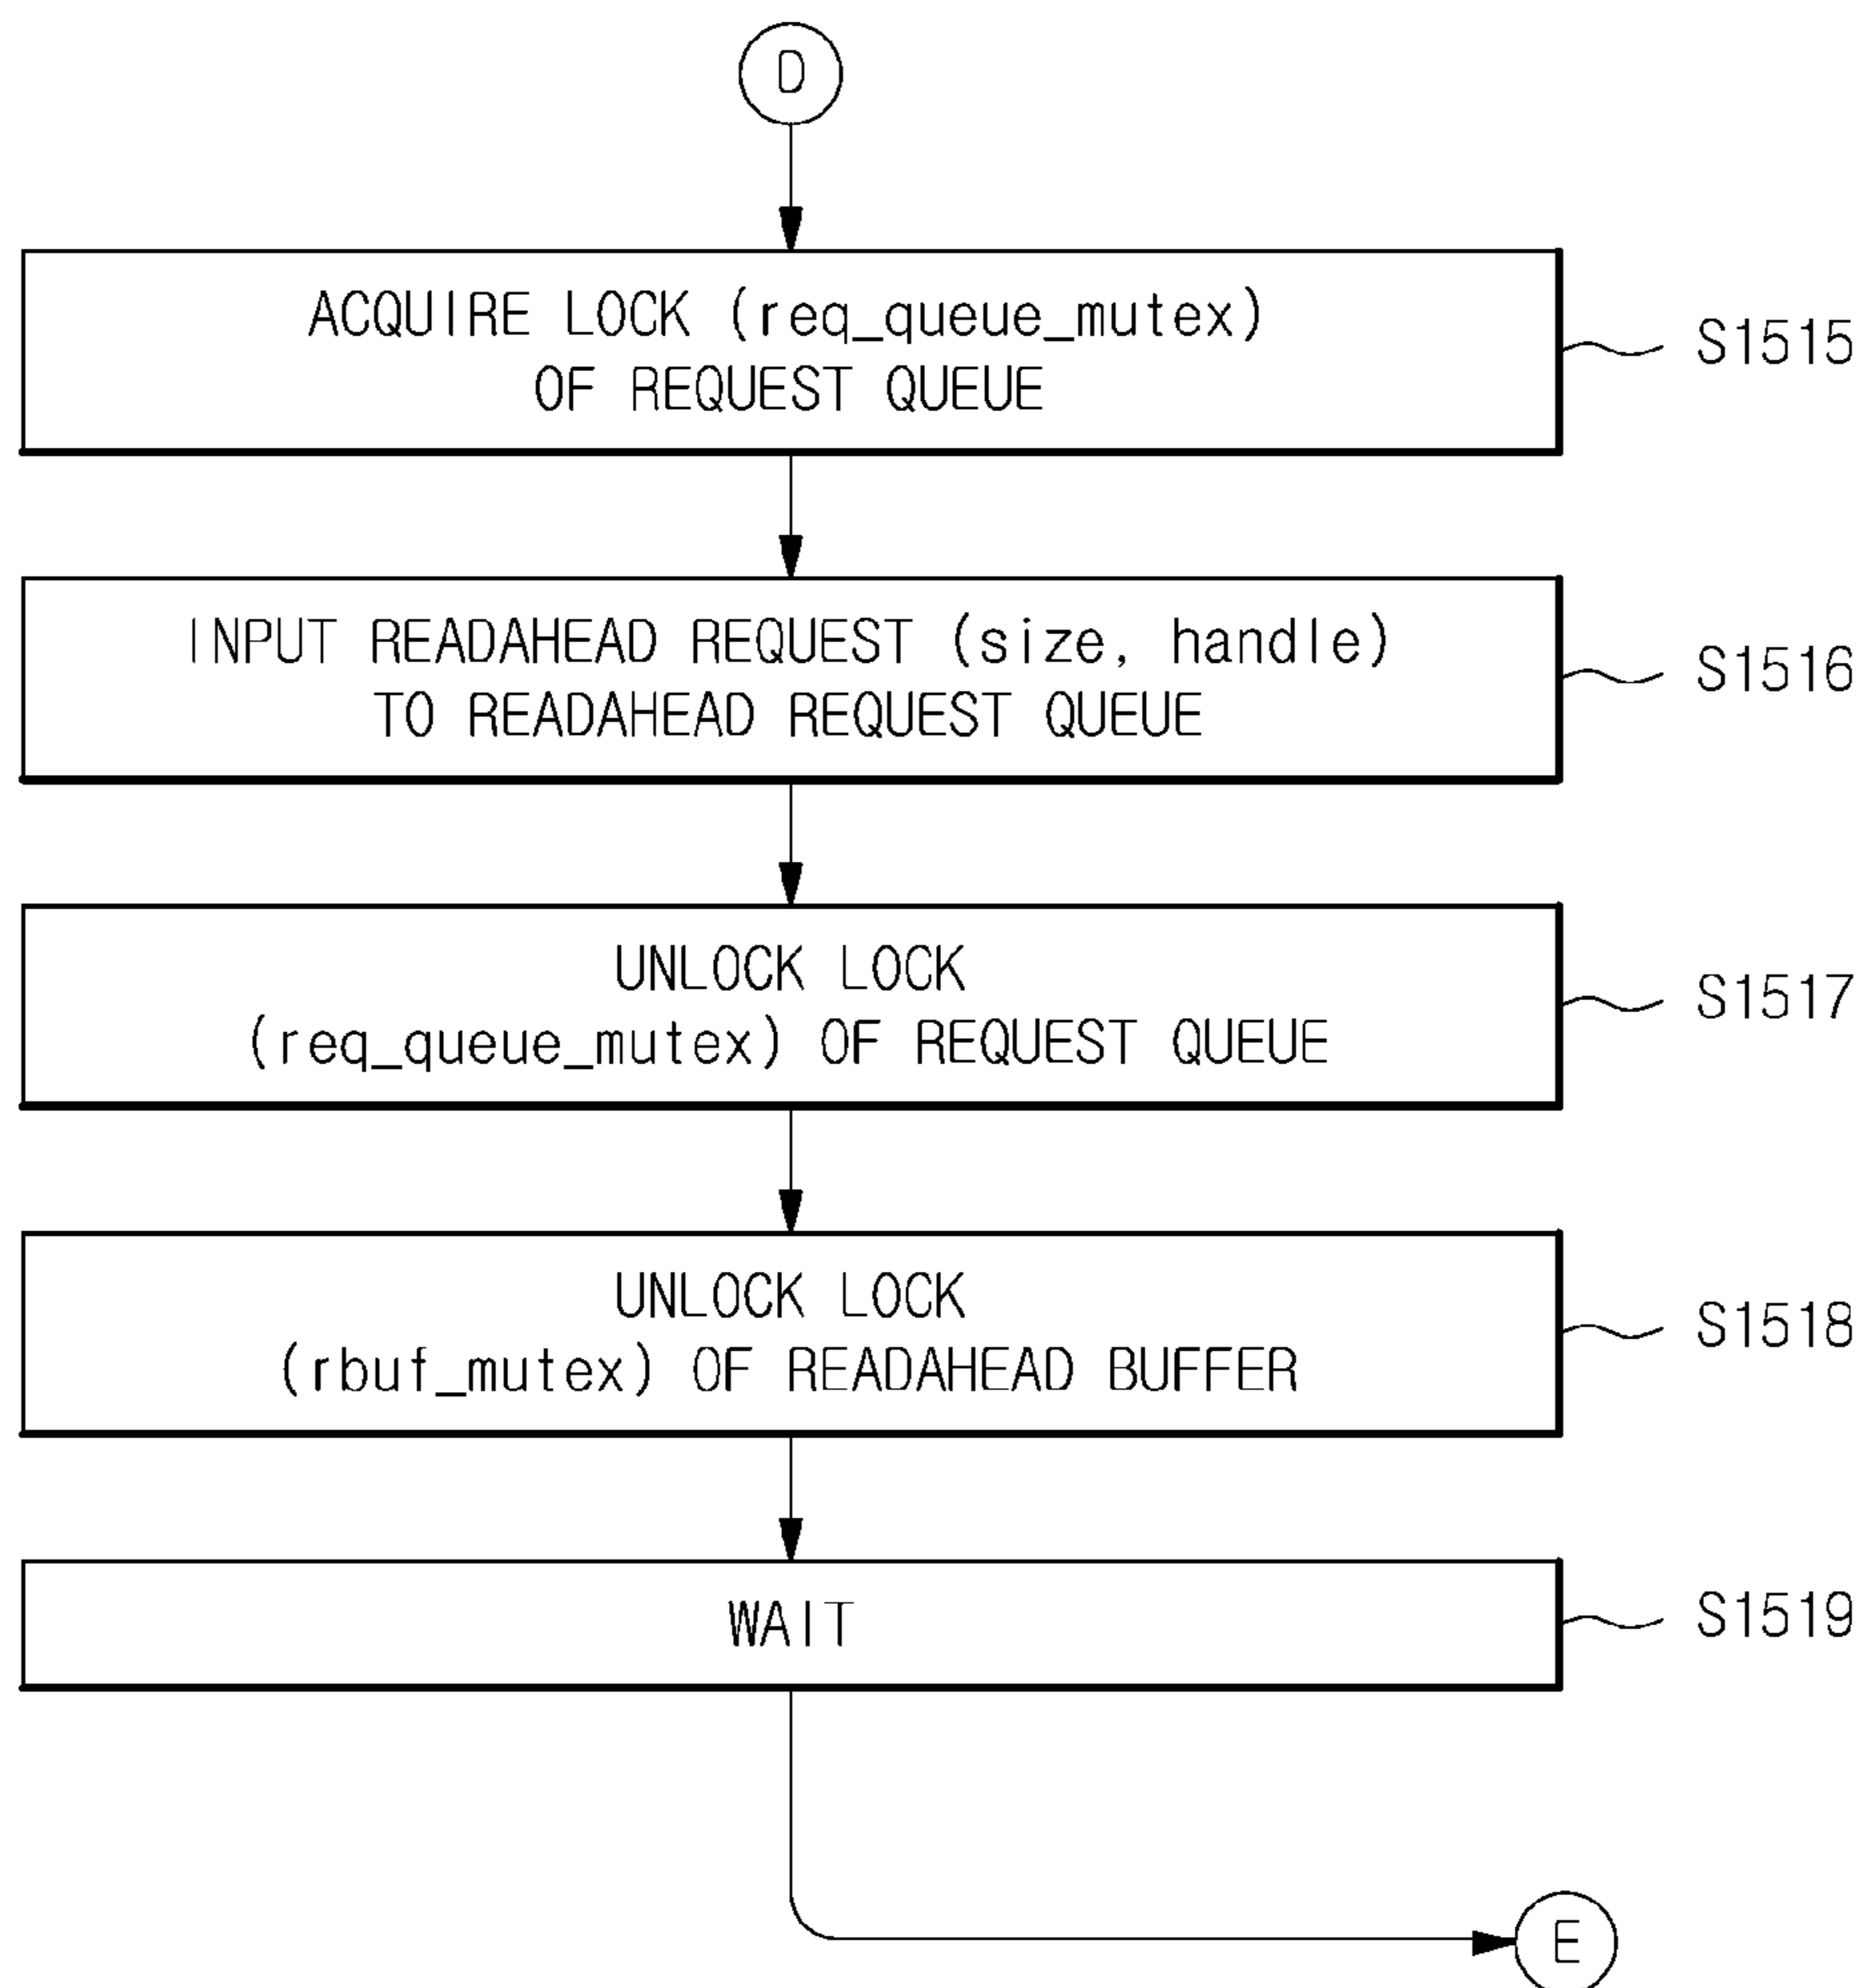 D
ACQUIRE LOCK (req_queue_mutex)
OF REQUEST QUEUE
S1515
INPUT READAHEAD REQUEST (size, handle)
TO READAHEAD REQUEST QUEUE
S1516
UNLOCK LOCK
(req_queue_mutex) OF REQUEST QUEUE
S1517
UNLOCK LOCK
(rbuf_mutex) OF READAHEAD BUFFER
S1518
WAIT
S1519
E